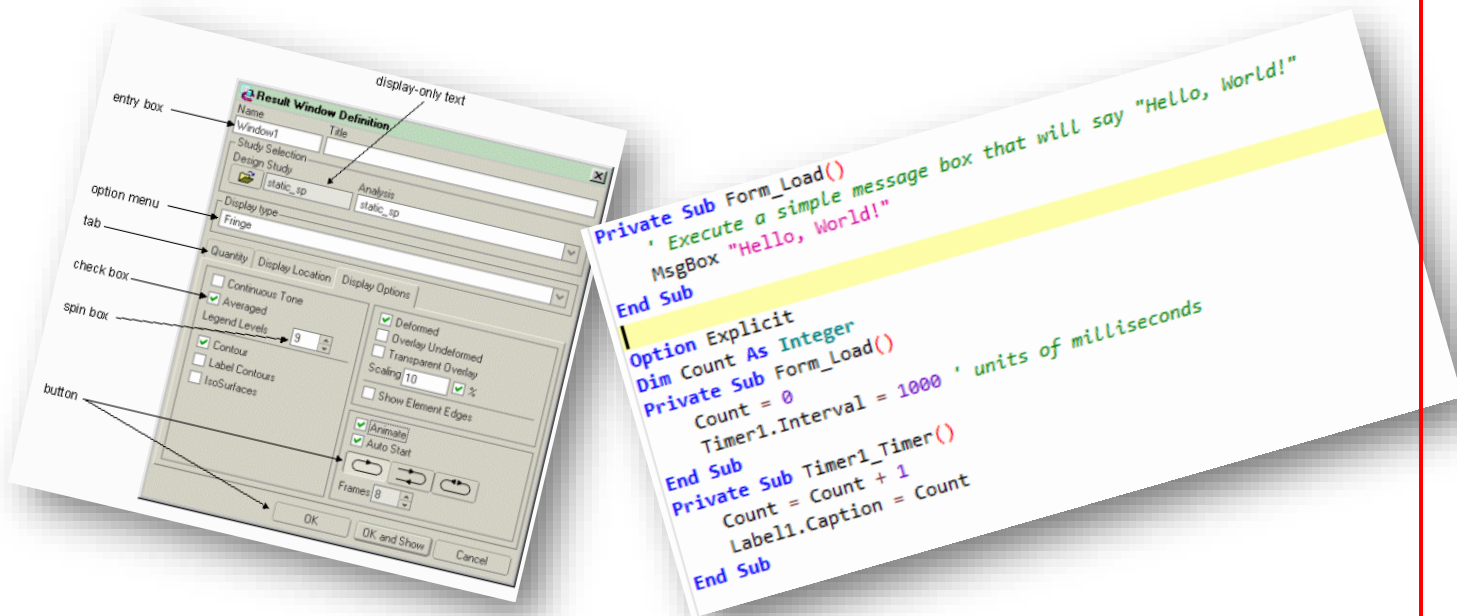 display-only text
entry box
option menu
tab
check box
spin box
button
Result Window Definition
Name
Title
Window1
Study Selection
Design Study
Analysis
static_sp
static_sp
Display type
Fringe
Quantity
Display Location
Display Options
Continuous Tone
Averaged
Legend Levels 9
Contour
Label Contours
IsoSurfaces
Deformed
Overlay Undeformed
Transparent Overlay
Scaling 10 %
Show Element Edges
Animate
Auto Start
Frames 8
OK
OK and Show
Cancel
Private Sub Form_Load()
' Execute a simple message box that will say "Hello, World!"
MsgBox "Hello, World!"
End Sub
Option Explicit
Dim Count As Integer
Private Sub Form_Load()
Count = 0
Timer1.Interval = 1000 ' units of milliseconds
End Sub
Private Sub Timer1_Timer()
Count = Count + 1
Label1.Caption = Count
End Sub